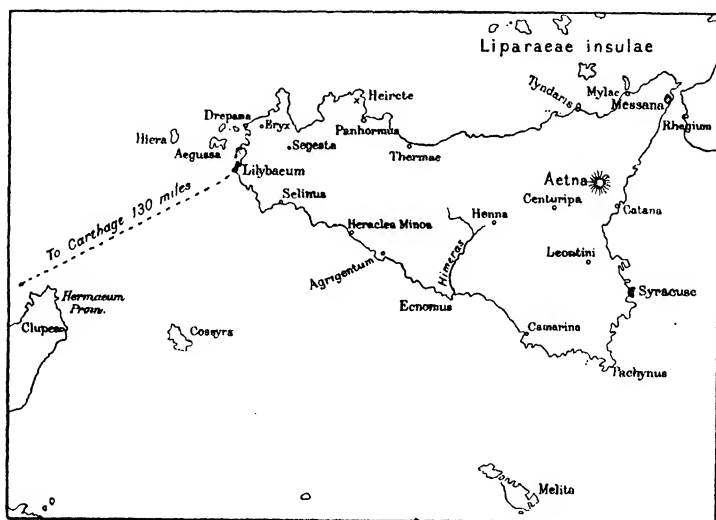 Liparaeae insulae
Tyndaris
Mylae
Messana
Rhegium
Heircte
Drepana
Eryx
Panhormus
Hiera
Aegussa
Segesta
Thermae
Lilybaeum
Aetna
To Carthage 130 miles
Selinus
Centuripa
Catana
Henna
Heraclea Minoa
Himeras
Leontini
Agrigentum
Syracuse
Hermaeum
Prom.
Ecnomus
Clupea
Cossyra
Camarina
Pachynus
Melita